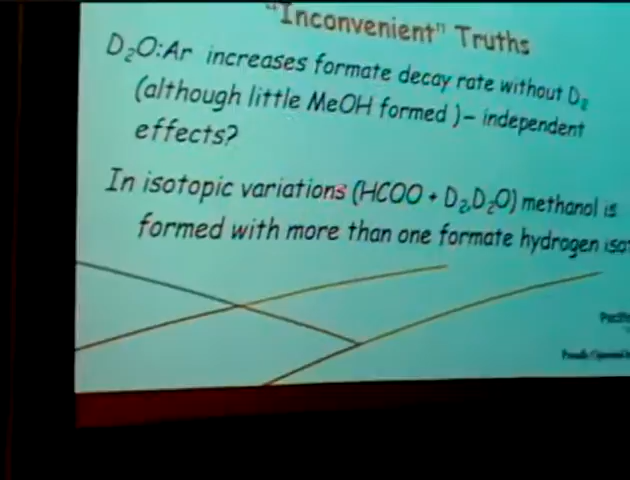 "Inconvenient" Truths
D₂O:Ar increases formate decay rate without D₂
(although little MeOH formed )– independent
effects?
In isotopic variations (HCOO + D₂,D₂O) methanol is
formed with more than one formate hydrogen iso